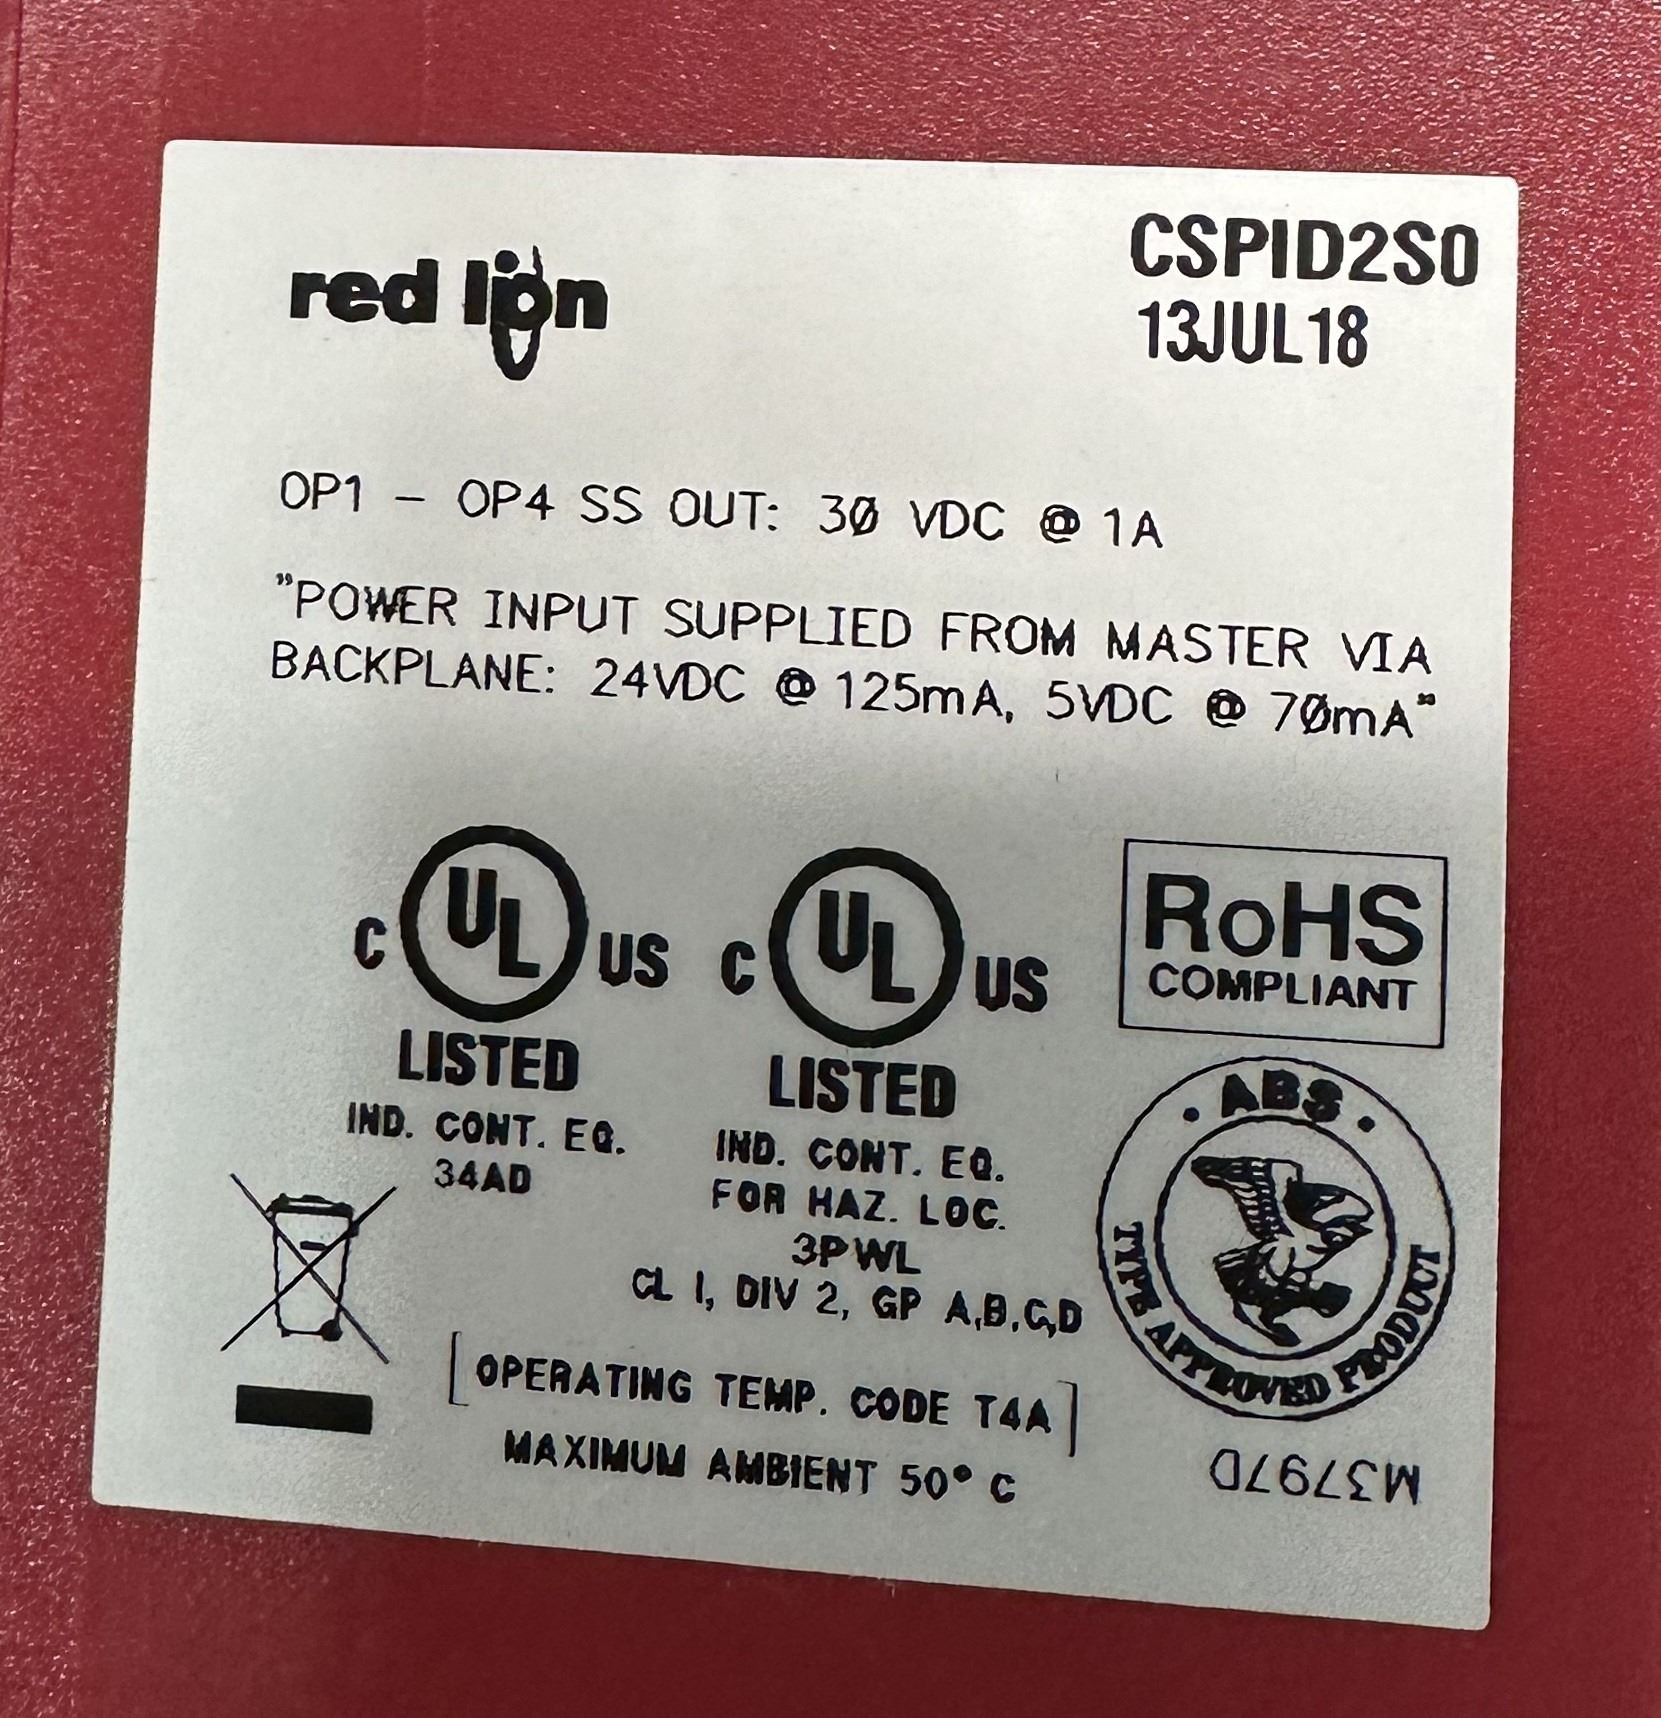 red lion
CSPID2S0
13JUL18
OP1 - OP4 SS OUT: 30 VDC @ 1A
"POWER INPUT SUPPLIED FROM MASTER VIA
BACKPLANE: 24VDC @ 125mA, 5VDC @ 70mA"
C UL US
LISTED
IND. CONT. EQ.
34AD
C UL US
LISTED
IND. CONT. EQ.
FOR HAZ. LOC.
3PWL
CL I, DIV 2, GP A,B,C,D
[OPERATING TEMP. CODE T4A]
MAXIMUM AMBIENT 50° C
RoHS
COMPLIANT
· ABS ·
TYPE APPROVED PRODUCT
M3797D